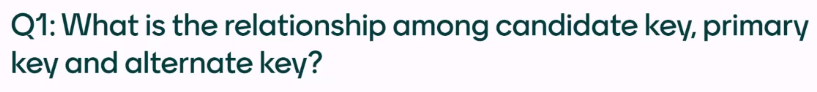 Q1: What is the relationship among candidate key, primary
key and alternate key?